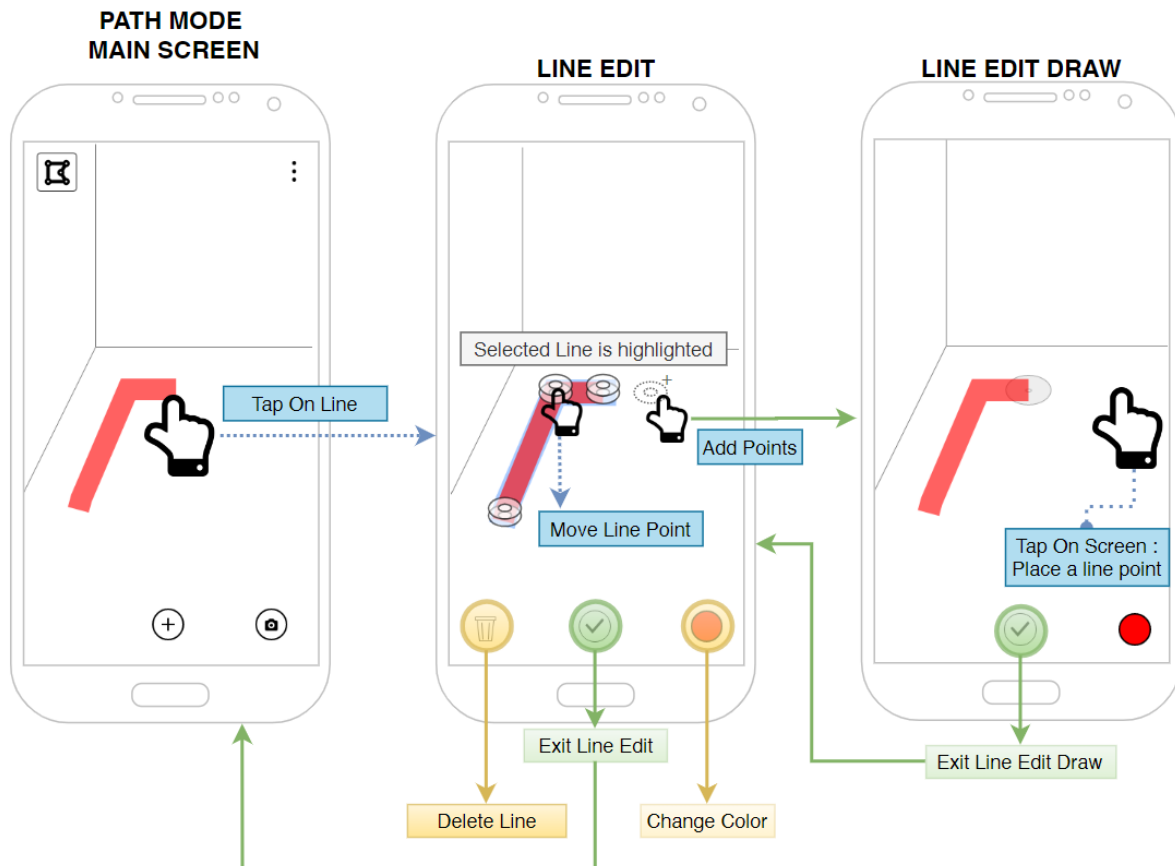 PATH MODE
MAIN SCREEN
LINE EDIT
LINE EDIT DRAW
Selected Line is highlighted
Tap On Line
Add Points
Move Line Point
Tap On Screen :
Place a line point
Exit Line Edit
Exit Line Edit Draw
Delete Line
Change Color